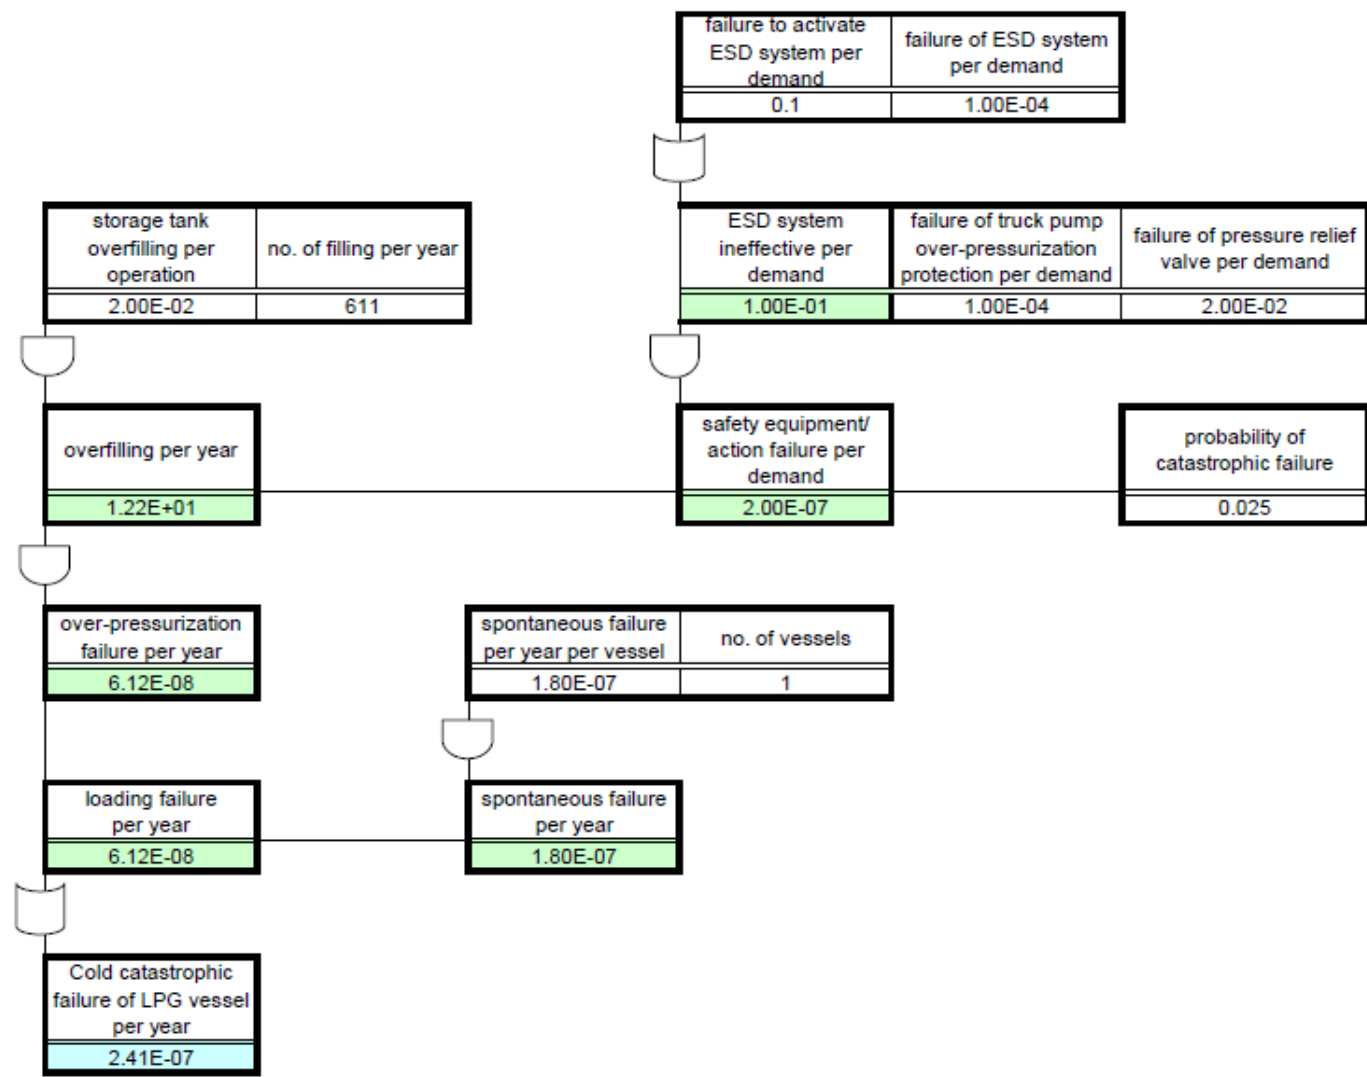 failure to activate
ESD system per
demand
failure of ESD system
per demand
0.1
1.00E-04
storage tank
overfilling per
operation
no. of filling per year
2.00E-02
611
ESD system
ineffective per
demand
failure of truck pump
over-pressurization
protection per demand
failure of pressure relief
valve per demand
1.00E-01
1.00E-04
2.00E-02
overfilling per year
1.22E+01
safety equipment/
action failure per
demand
2.00E-07
probability of
catastrophic failure
0.025
over-pressurization
failure per year
6.12E-08
spontaneous failure
per year per vessel
no. of vessels
1.80E-07
1
loading failure
per year
6.12E-08
spontaneous failure
per year
1.80E-07
Cold catastrophic
failure of LPG vessel
per year
2.41E-07